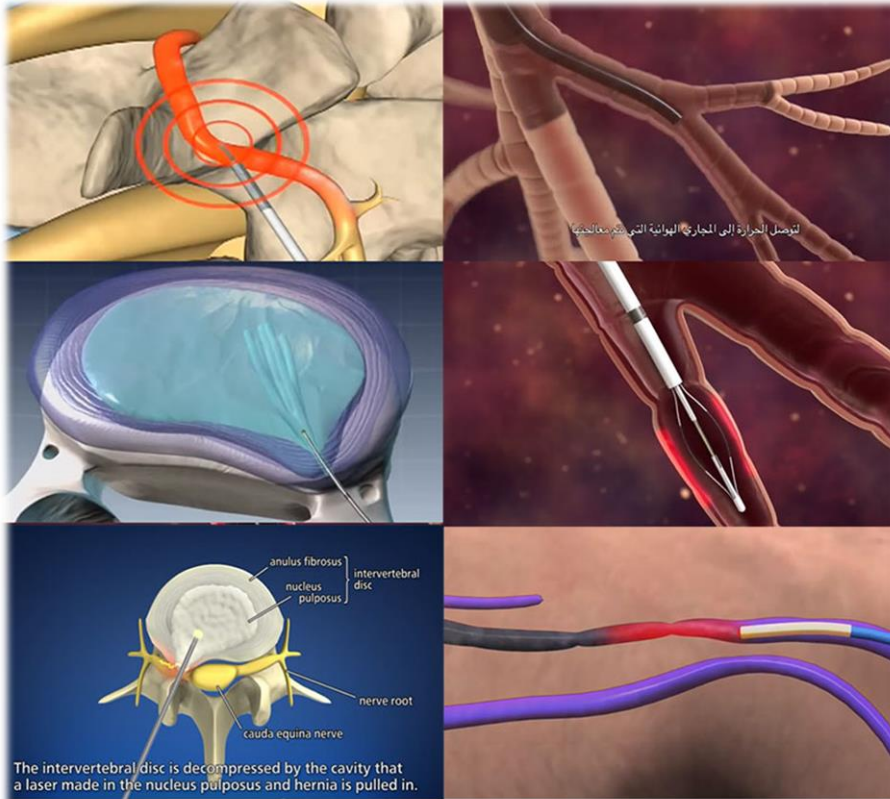 لتوصل الحرارة إلى المجاري الهوائية التي يتم معالجتها
anulus fibrosus
nucleus
pulposus
intervertebral
disc
nerve root
cauda equina nerve
The intervertebral disc is decompressed by the cavity that
a laser made in the nucleus pulposus and hernia is pulled in.